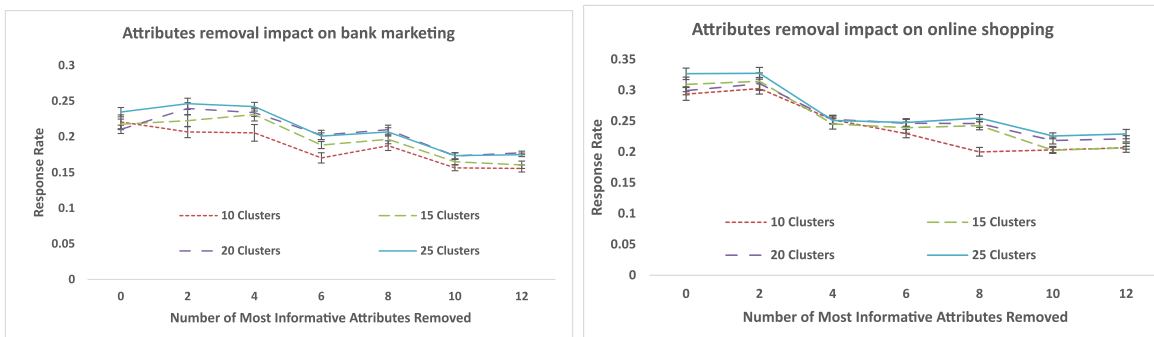 Attributes removal impact on bank marketing
0.3
0.25
0.2
0.15
0.1
0.05
0
Response Rate
10 Clusters
15 Clusters
20 Clusters
25 Clusters
0 2 4 6 8 10 12
Number of Most Informative Attributes Removed
Attributes removal impact on online shopping
0.35
0.3
0.25
0.2
0.15
0.1
0.05
0
Response Rate
10 Clusters
15 Clusters
20 Clusters
25 Clusters
0 2 4 6 8 10 12
Number of Most Informative Attributes Removed